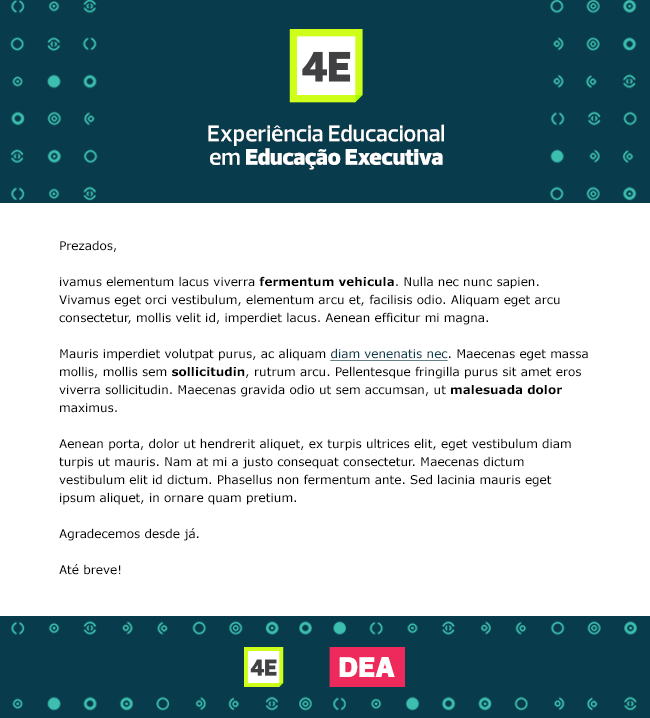 4E
Experiência Educacional
em Educação Executiva
Prezados,
ivamus elementum lacus viverra fermentum vehicula. Nulla nec nunc sapien.
Vivamus eget orci vestibulum, elementum arcu et, facilisis odio. Aliquam eget arcu
consectetur, mollis velit id, imperdiet lacus. Aenean efficitur mi magna.
Mauris imperdiet volutpat purus, ac aliquam diam venenatis nec. Maecenas eget massa
mollis, mollis sem sollicitudin, rutrum arcu. Pellentesque fringilla purus sit amet eros
viverra sollicitudin. Maecenas gravida odio ut sem accumsan, ut malesuada dolor
maximus.
Aenean porta, dolor ut hendrerit aliquet, ex turpis ultrices elit, eget vestibulum diam
turpis ut mauris. Nam at mi a justo consequat consectetur. Maecenas dictum
vestibulum elit id dictum. Phasellus non fermentum ante. Sed lacinia mauris eget
ipsum aliquet, in ornare quam pretium.
Agradecemos desde já.
Até breve!
4E
DEA